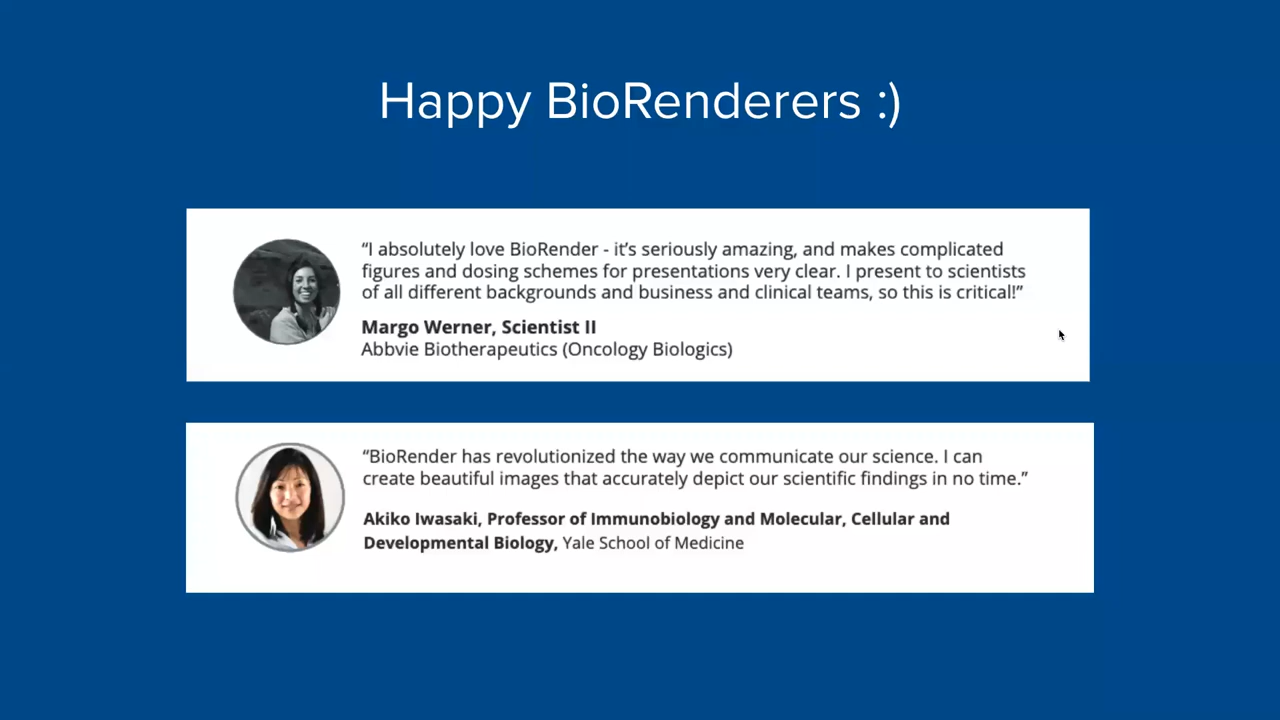 Happy BioRenderers :)
“I absolutely love BioRender - it’s seriously amazing, and makes complicated
figures and dosing schemes for presentations very clear. I present to scientists
of all different backgrounds and business and clinical teams, so this is critical!”
Margo Werner, Scientist II
Abbvie Biotherapeutics (Oncology Biologics)
“BioRender has revolutionized the way we communicate our science. I can
create beautiful images that accurately depict our scientific findings in no time.”
Akiko Iwasaki, Professor of Immunobiology and Molecular, Cellular and
Developmental Biology, Yale School of Medicine